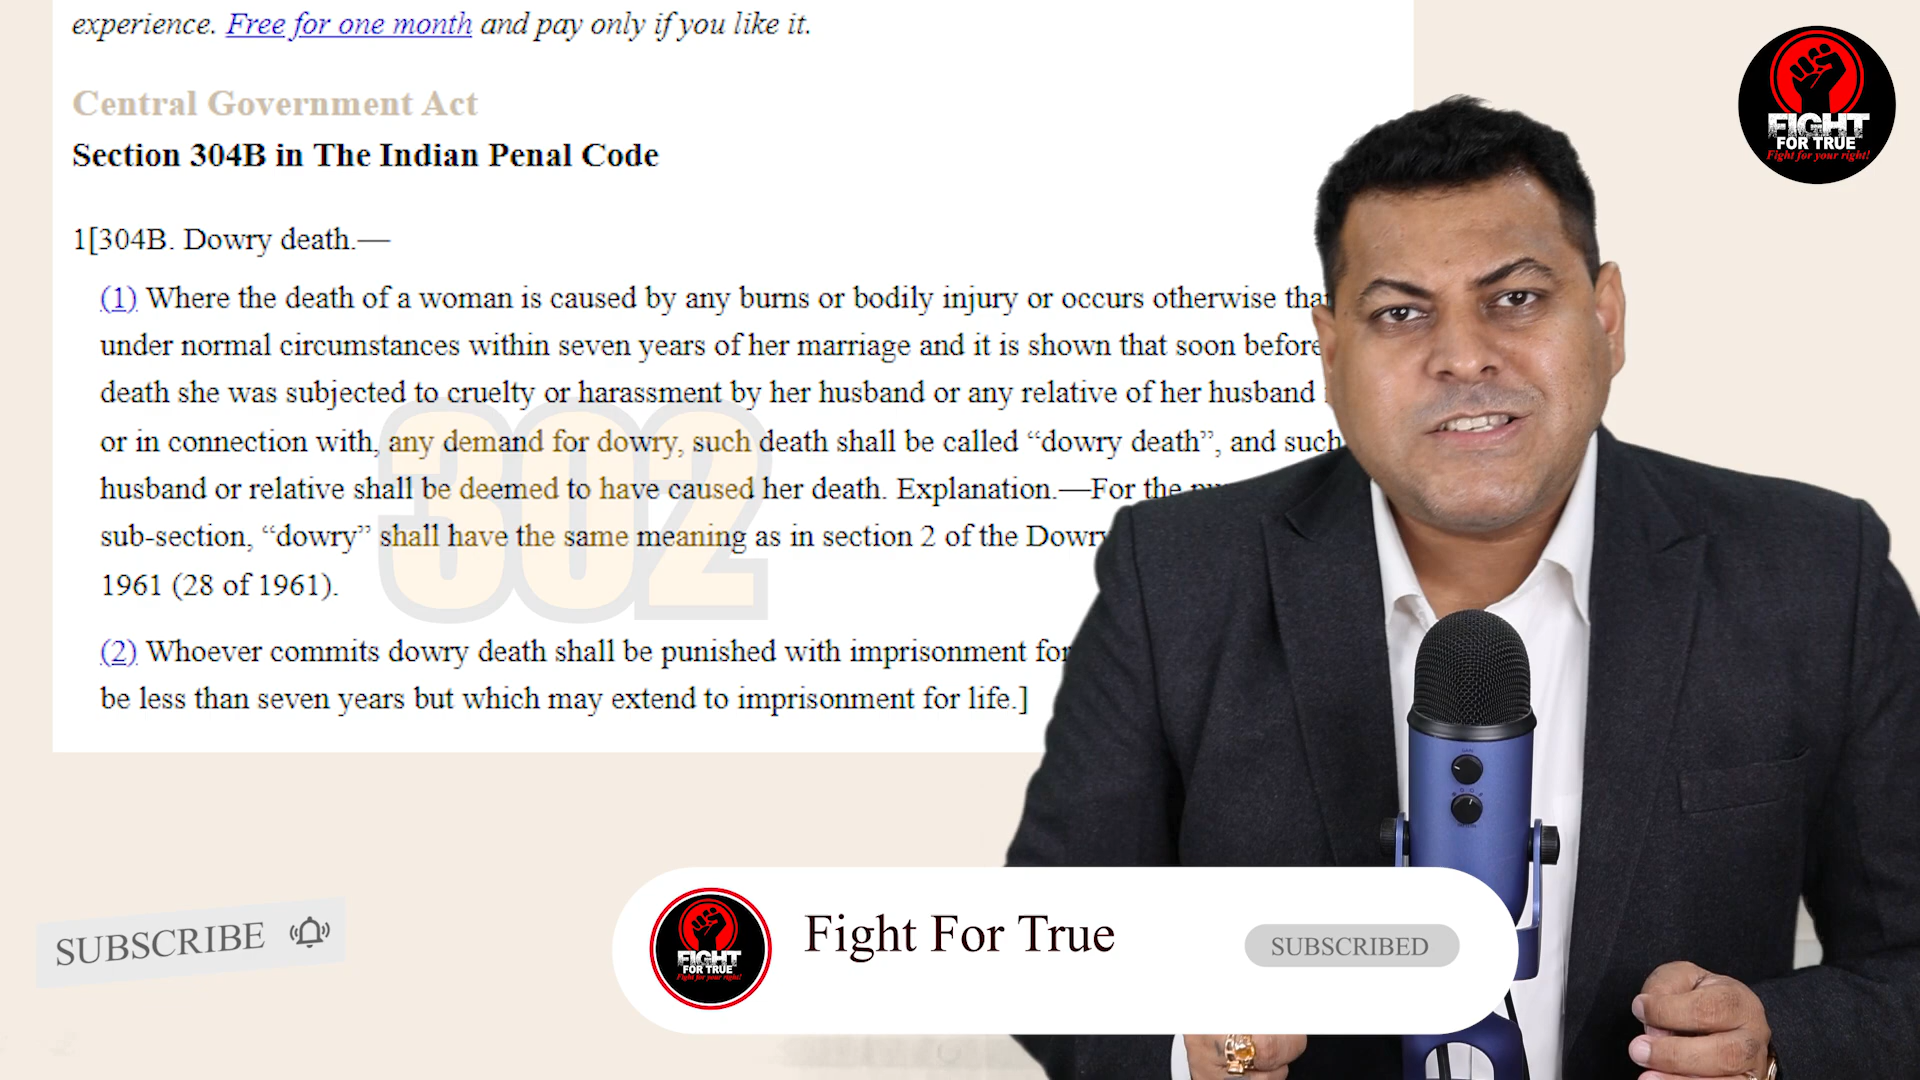 experience. Free for one month and pay only if you like it.
Central Government Act
Section 304B in The Indian Penal Code
1[304B. Dowry death.—
(1) Where the death of a woman is caused by any burns or bodily injury or occurs otherwise
under normal circumstances within seven years of her marriage and it is shown that soon before
death she was subjected to cruelty or harassment by her husband or any relative of her husband
or in connection with, any demand for dowry, such death shall be called “dowry death”, and such
husband or relative shall be deemed to have caused her death. Explanation.—For the
sub-section, “dowry” shall have the same meaning as in section 2 of the Dowry
1961 (28 of 1961).
(2) Whoever commits dowry death shall be punished with imprisonment for
be less than seven years but which may extend to imprisonment for life.]
302
FIGHT
FOR TRUE
Fight for your right!
SUBSCRIBE
FIGHT
FOR TRUE
Fight for your right!
Fight For True
SUBSCRIBED